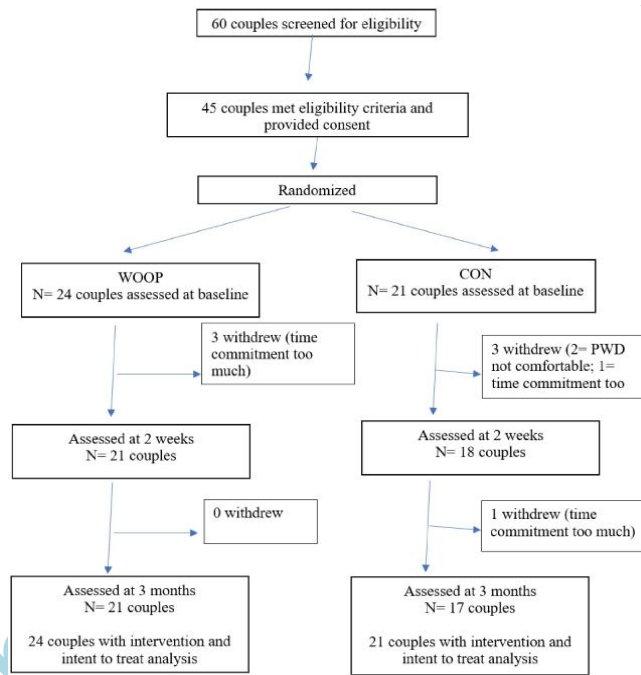 60 couples screened for eligibility
45 couples met eligibility criteria and
provided consent
Randomized
WOOP
N= 24 couples assessed at baseline
CON
N= 21 couples assessed at baseline
3 withdrew (time
commitment too
much)
3 withdrew (2= PWD
not comfortable; 1=
time commitment too
Assessed at 2 weeks
N= 21 couples
Assessed at 2 weeks
N= 18 couples
0 withdrew
1 withdrew (time
commitment too much)
Assessed at 3 months
N= 21 couples
24 couples with intervention and
intent to treat analysis
Assessed at 3 months
N= 17 couples
21 couples with intervention and
intent to treat analysis